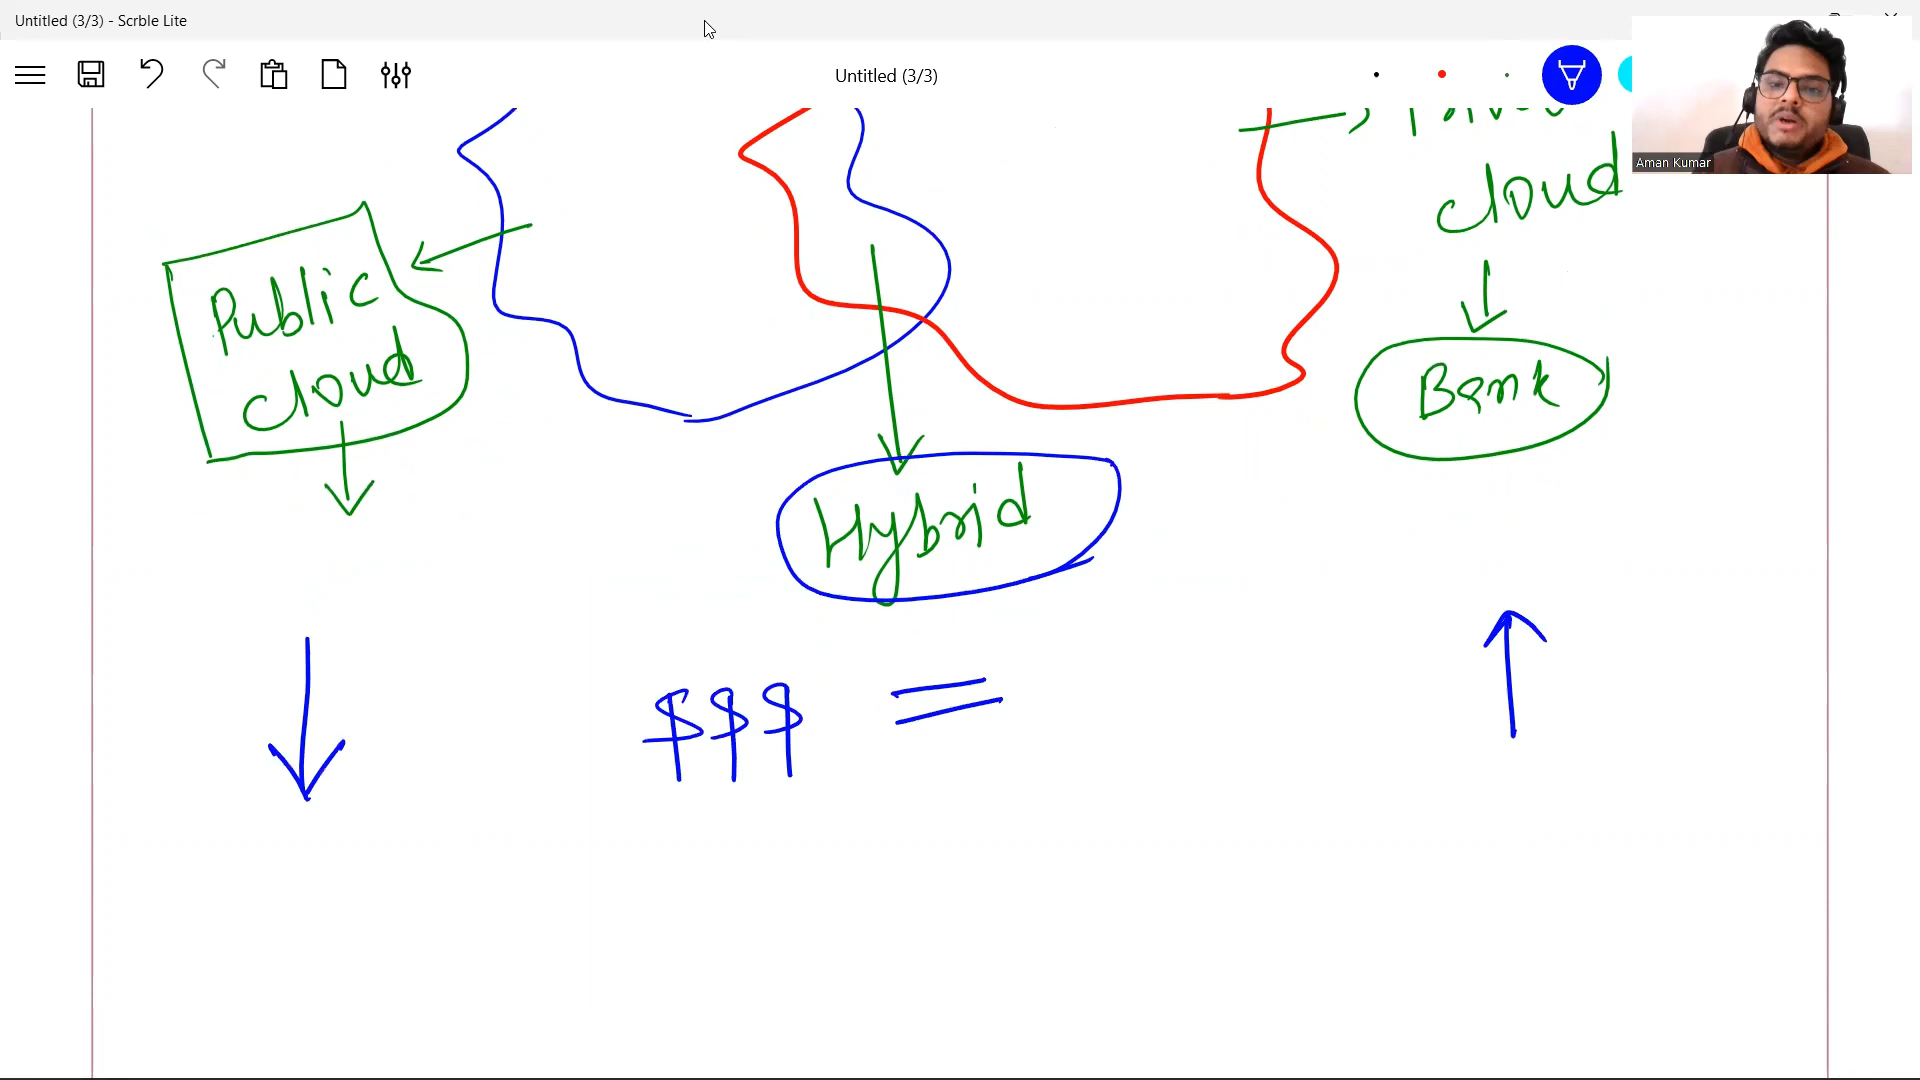 Untitled (3/3) - Scrble Lite
Untitled (3/3)
Aman Kumar
cloud
Public
cloud
Bank
Hybrid
$$$ =